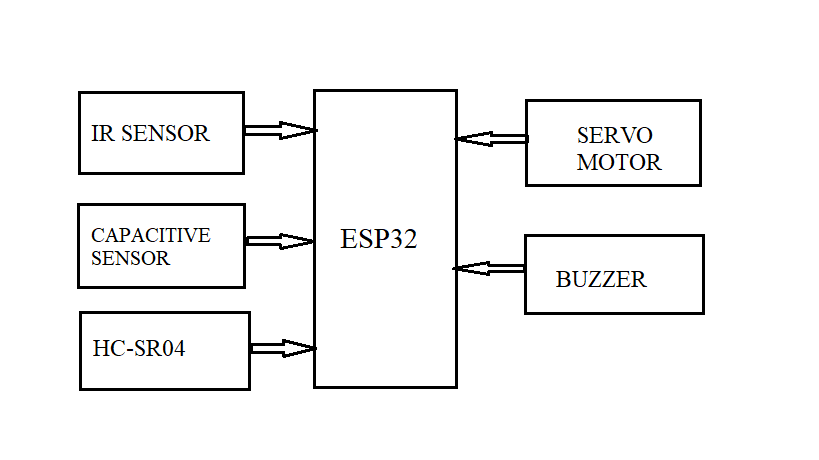 IR SENSOR
CAPACITIVE
SENSOR
HC-SR04
ESP32
SERVO
MOTOR
BUZZER